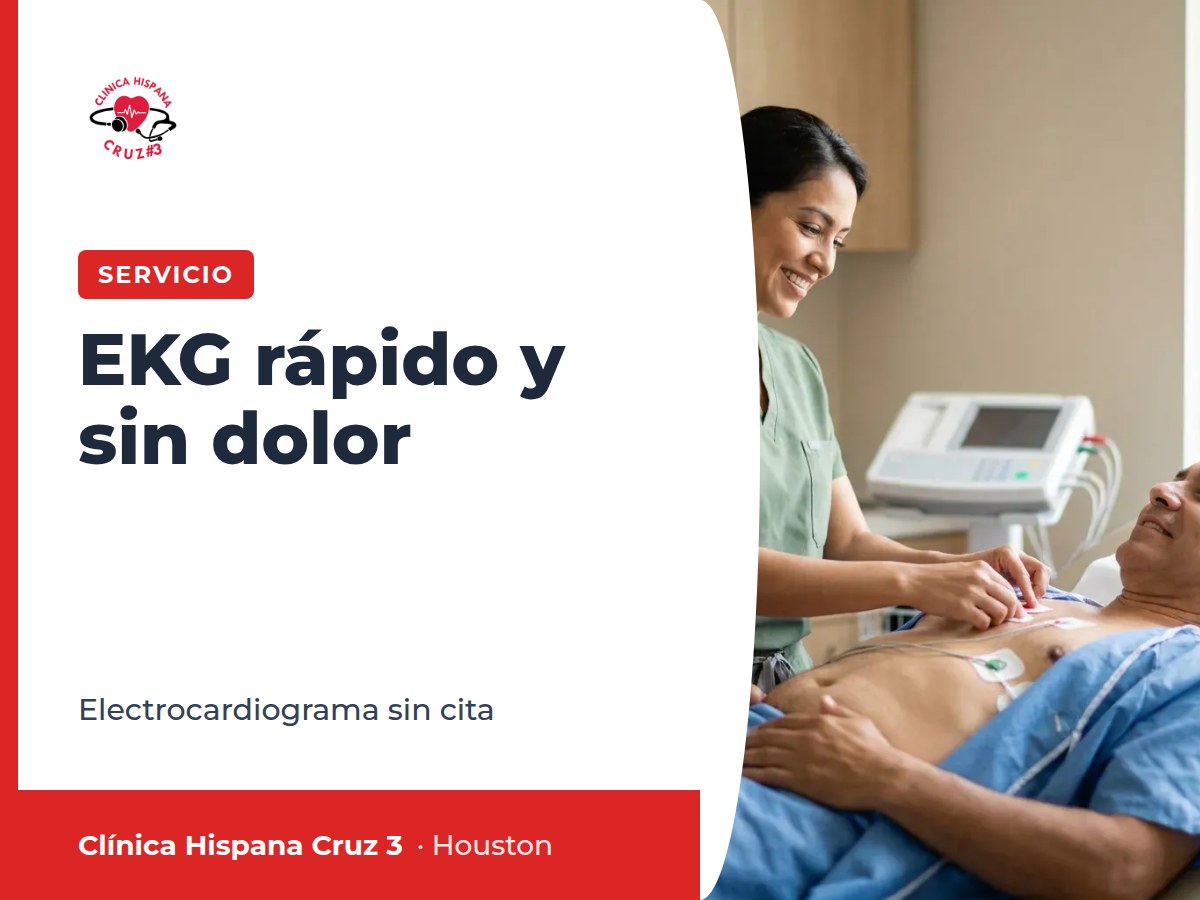 CLINICA HISPANA
CRUZ #3
SERVICIO
EKG rápido y
sin dolor
Electrocardiograma sin cita
Clínica Hispana Cruz 3 · Houston